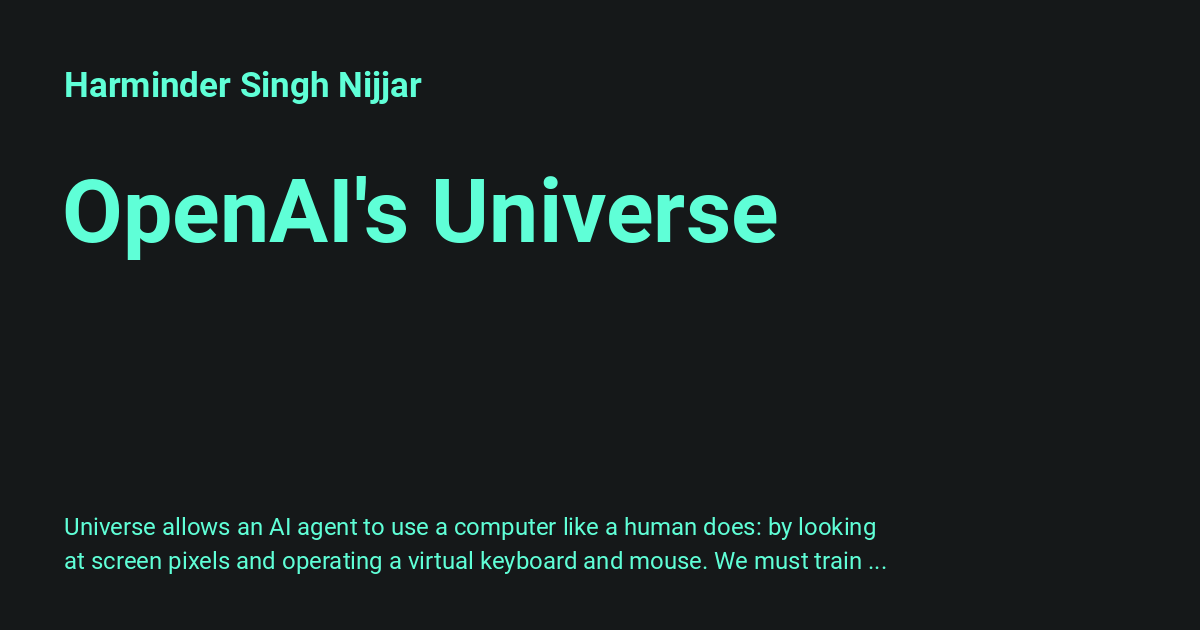 Harminder Singh Nijjar
OpenAI's Universe
Universe allows an AI agent to use a computer like a human does: by looking
at screen pixels and operating a virtual keyboard and mouse. We must train ...